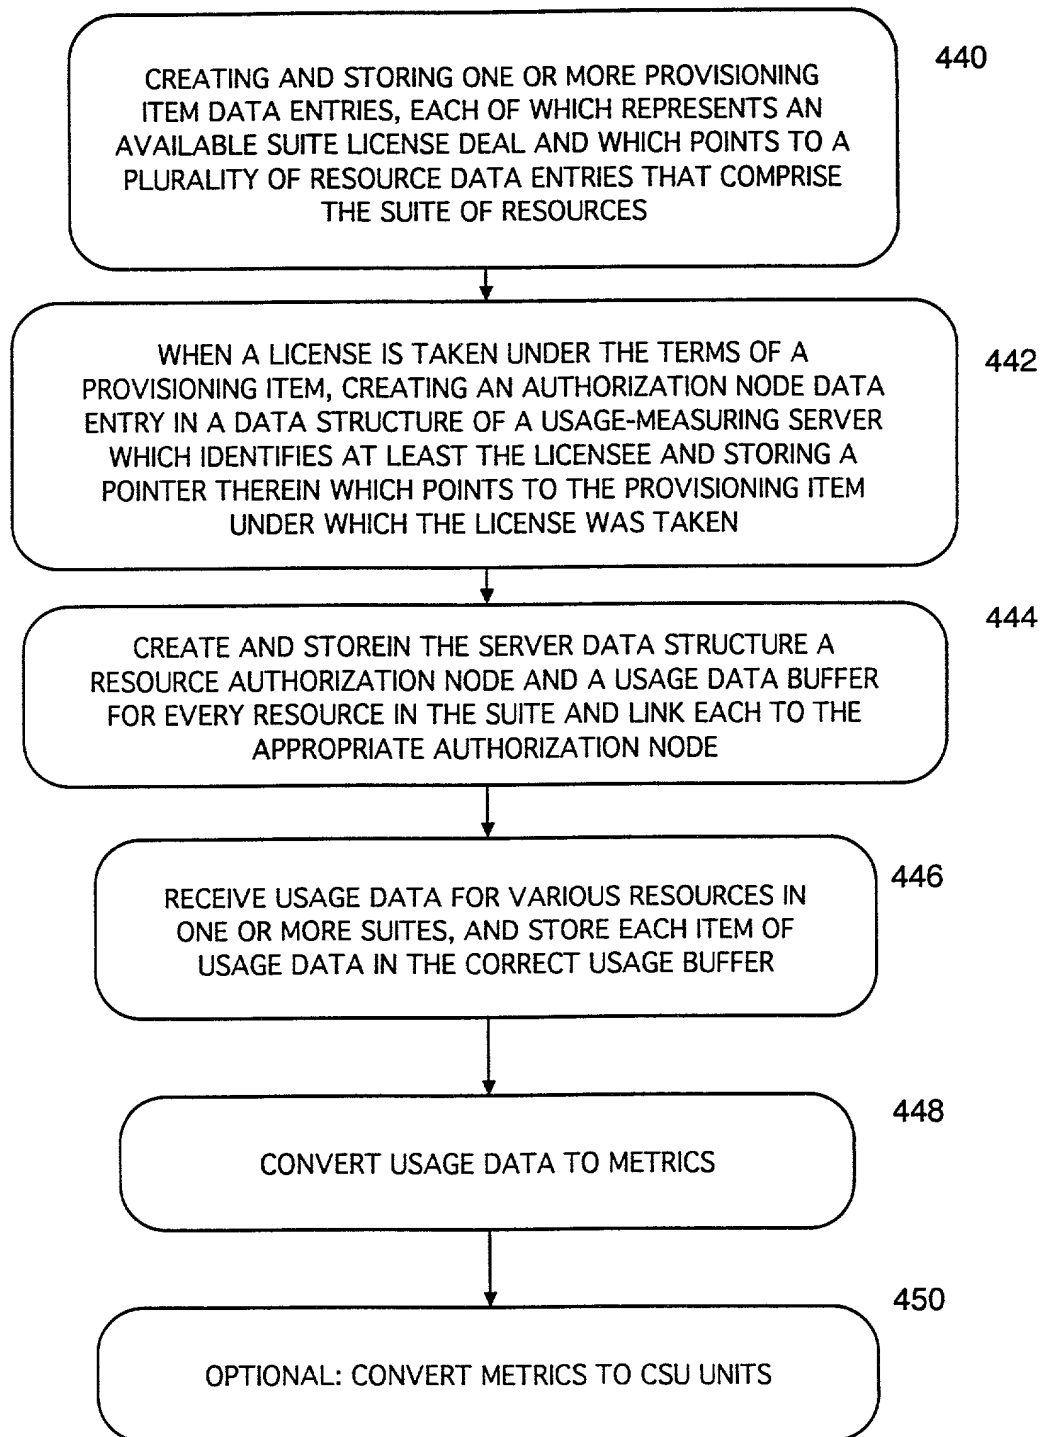 440
CREATING AND STORING ONE OR MORE PROVISIONING
ITEM DATA ENTRIES, EACH OF WHICH REPRESENTS AN
AVAILABLE SUITE LICENSE DEAL AND WHICH POINTS TO A
PLURALITY OF RESOURCE DATA ENTRIES THAT COMPRISE
THE SUITE OF RESOURCES
442
WHEN A LICENSE IS TAKEN UNDER THE TERMS OF A
PROVISIONING ITEM, CREATING AN AUTHORIZATION NODE DATA
ENTRY IN A DATA STRUCTURE OF A USAGE-MEASURING SERVER
WHICH IDENTIFIES AT LEAST THE LICENSEE AND STORING A
POINTER THEREIN WHICH POINTS TO THE PROVISIONING ITEM
UNDER WHICH THE LICENSE WAS TAKEN
444
CREATE AND STOREIN THE SERVER DATA STRUCTURE A
RESOURCE AUTHORIZATION NODE AND A USAGE DATA BUFFER
FOR EVERY RESOURCE IN THE SUITE AND LINK EACH TO THE
APPROPRIATE AUTHORIZATION NODE
446
RECEIVE USAGE DATA FOR VARIOUS RESOURCES IN
ONE OR MORE SUITES, AND STORE EACH ITEM OF
USAGE DATA IN THE CORRECT USAGE BUFFER
448
CONVERT USAGE DATA TO METRICS
450
OPTIONAL: CONVERT METRICS TO CSU UNITS